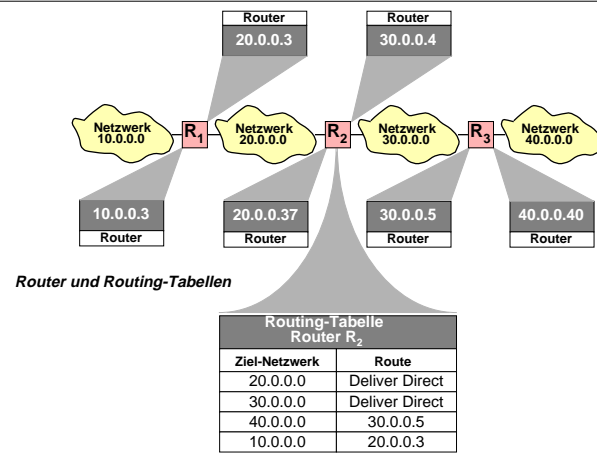 Router
20.0.0.3
Router
30.0.0.4
Netzwerk
10.0.0.0
R1
Netzwerk
20.0.0.0
R2
Netzwerk
30.0.0.0
R3
Netzwerk
40.0.0.0
10.0.0.3
Router
20.0.0.37
Router
30.0.0.5
Router
40.0.0.40
Router
Router und Routing-Tabellen
Routing-Tabelle
Router R2
Ziel-Netzwerk Route
20.0.0.0 Deliver Direct
30.0.0.0 Deliver Direct
40.0.0.0 30.0.0.5
10.0.0.0 20.0.0.3